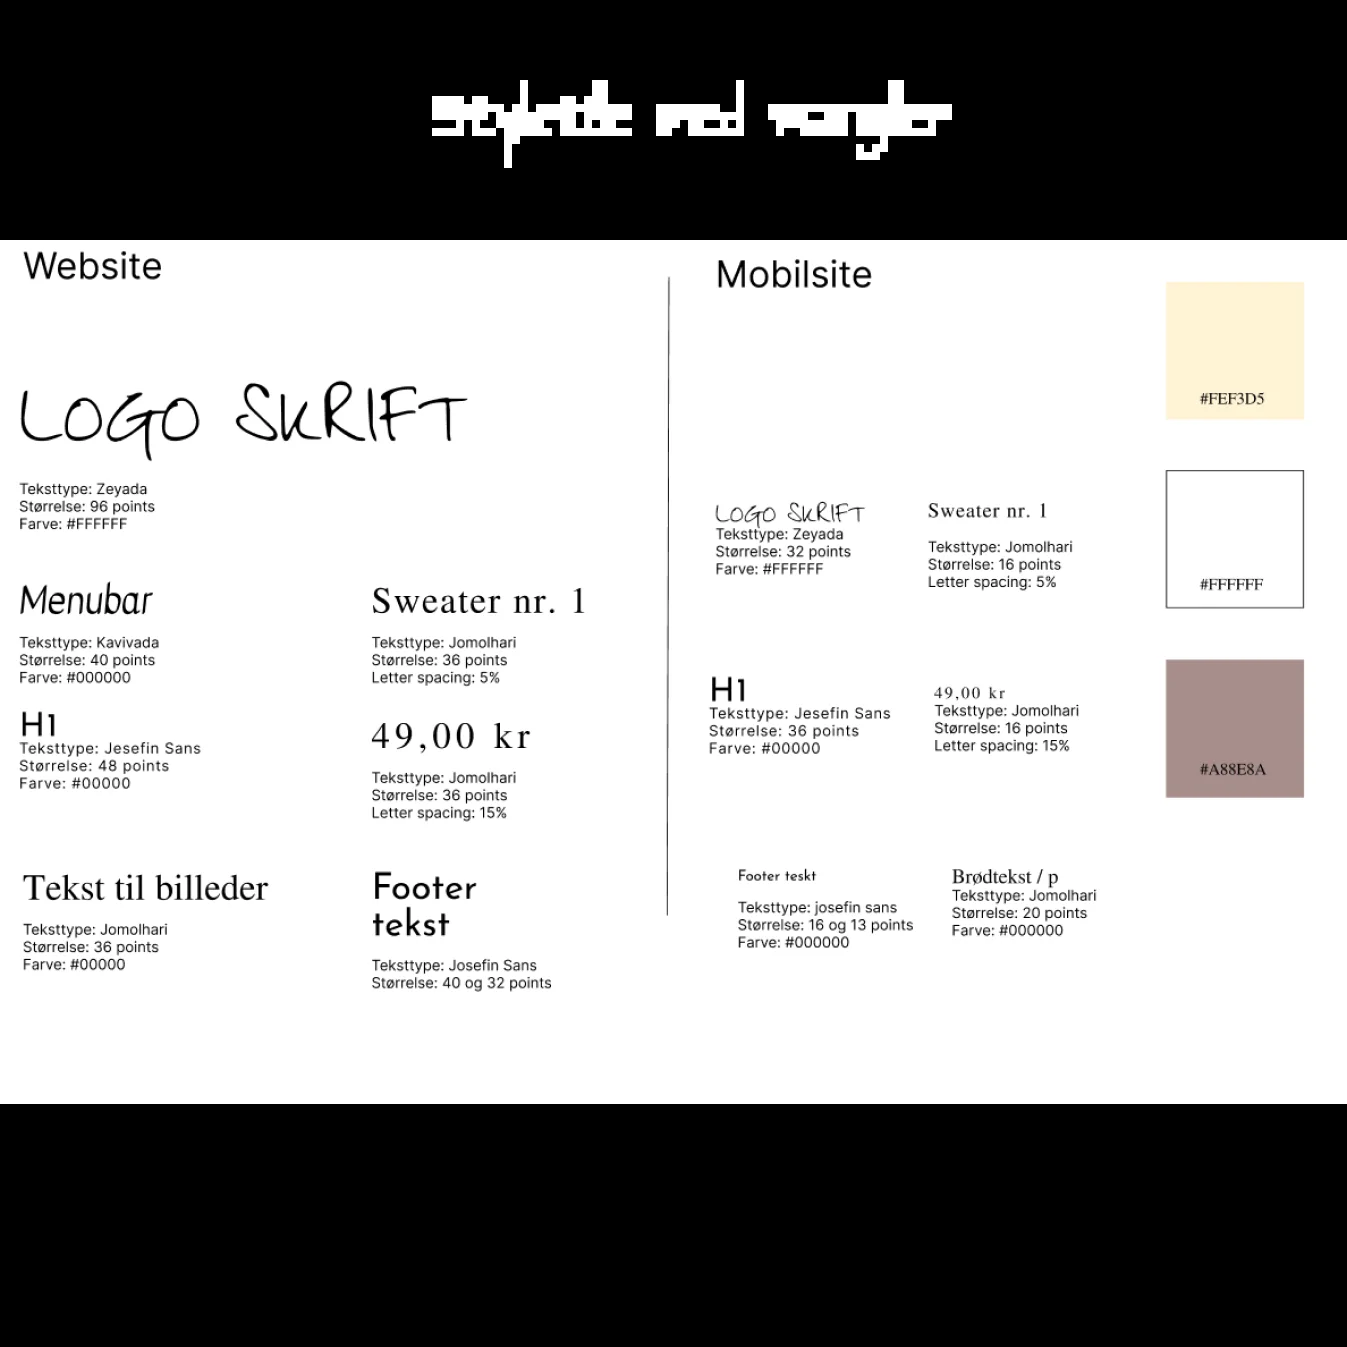 med
Website
LOGO SKRIFT
Teksttype: Zeyada
Størrelse: 96 points
Farve: #FFFFFF
Menubar
Teksttype: Kavivada
Størrelse: 40 points
Farve: #000000
H1
Teksttype: Jesefin Sans
Størrelse: 48 points
Farve: #00000
Tekst til billeder
Teksttype: Jomolhari
Størrelse: 36 points
Farve: #00000
Sweater nr. 1
Teksttype: Jomolhari
Størrelse: 36 points
Letter spacing: 5%
49,00 kr
Teksttype: Jomolhari
Størrelse: 36 points
Letter spacing: 15%
Footer
tekst
Teksttype: Josefin Sans
Størrelse: 40 og 32 points
Mobilsite
LOGO SKRIFT
Teksttype: Zeyada
Størrelse: 32 points
Farve: #FFFFFF
Sweater nr. 1
Teksttype: Jomolhari
Størrelse: 16 points
Letter spacing: 5%
H1
Teksttype: Jesefin Sans
Størrelse: 36 points
Farve: #00000
49,00 kr
Teksttype: Jomolhari
Størrelse: 16 points
Letter spacing: 15%
Footer teskt
Teksttype: josefin sans
Størrelse: 16 og 13 points
Farve: #000000
Brødtekst / p
Teksttype: Jomolhari
Størrelse: 20 points
Farve: #000000
#FEF3D5
#FFFFFF
#A88E8A